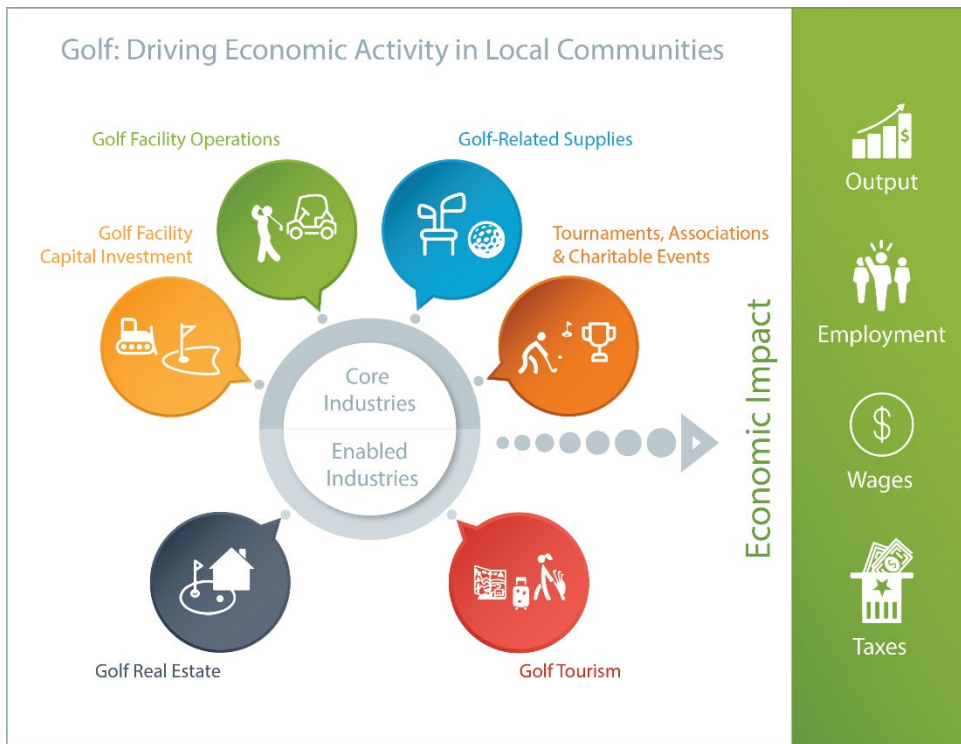 Golf: Driving Economic Activity in Local Communities
Golf Facility Operations
Golf-Related Supplies
Golf Facility
Capital Investment
Tournaments, Associations
& Charitable Events
Core
Industries
Enabled
Industries
Golf Real Estate
Golf Tourism
Economic Impact
$
Output
Employment
$
Wages
$
Taxes